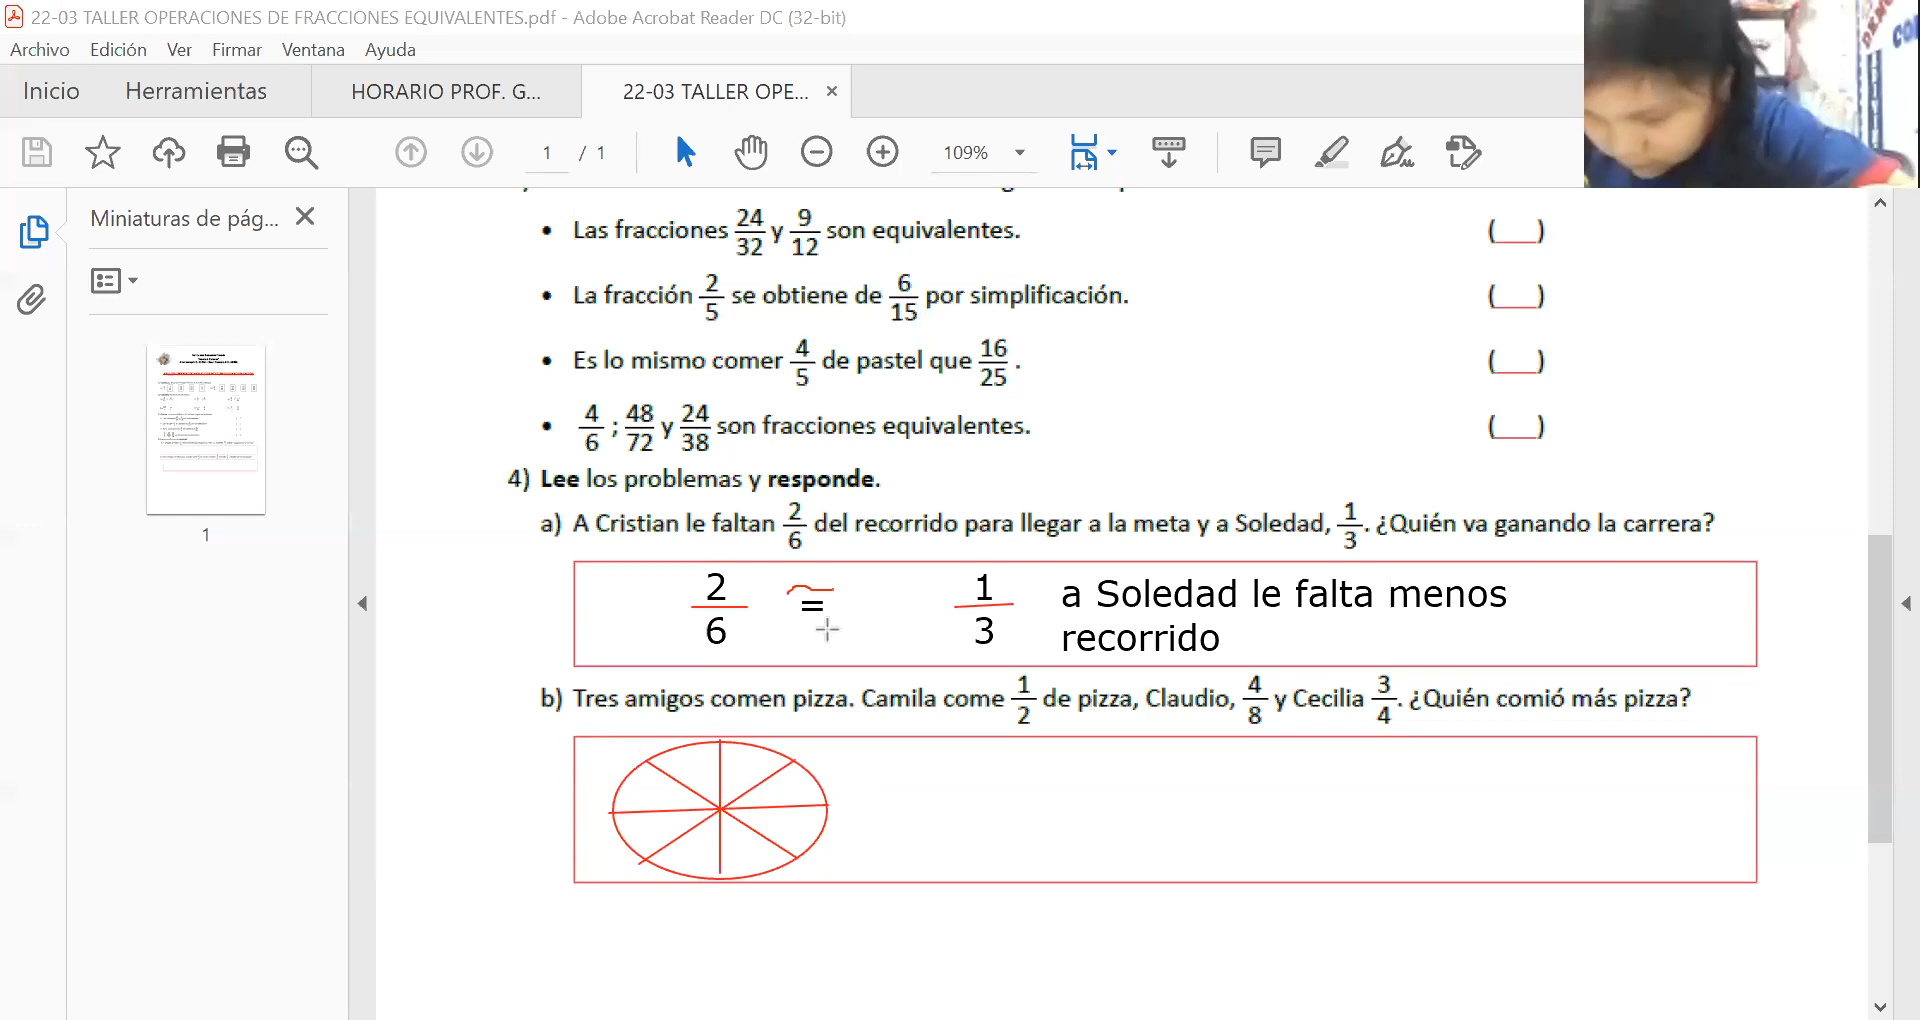 22-03 TALLER OPERACIONES DE FRACCIONES EQUIVALENTES.pdf - Adobe Acrobat Reader DC (32-bit)
Archivo Edición Ver Firmar Ventana Ayuda
Inicio Herramientas HORARIO PROF. G... 22-03 TALLER OPE... ×
1 / 1 109%
Miniaturas de pág...
1
• Las fracciones 24/32 y 9/12 son equivalentes. (___)
• La fracción 2/5 se obtiene de 6/15 por simplificación. (___)
• Es lo mismo comer 4/5 de pastel que 16/25 . (___)
• 4/6 ; 48/72 y 24/38 son fracciones equivalentes. (___)
4) Lee los problemas y responde.
a) A Cristian le faltan 2/6 del recorrido para llegar a la meta y a Soledad, 1/3. ¿Quién va ganando la carrera?
2/6 = 1/3 a Soledad le falta menos
recorrido
b) Tres amigos comen pizza. Camila come 1/2 de pizza, Claudio, 4/8 y Cecilia 3/4. ¿Quién comió más pizza?